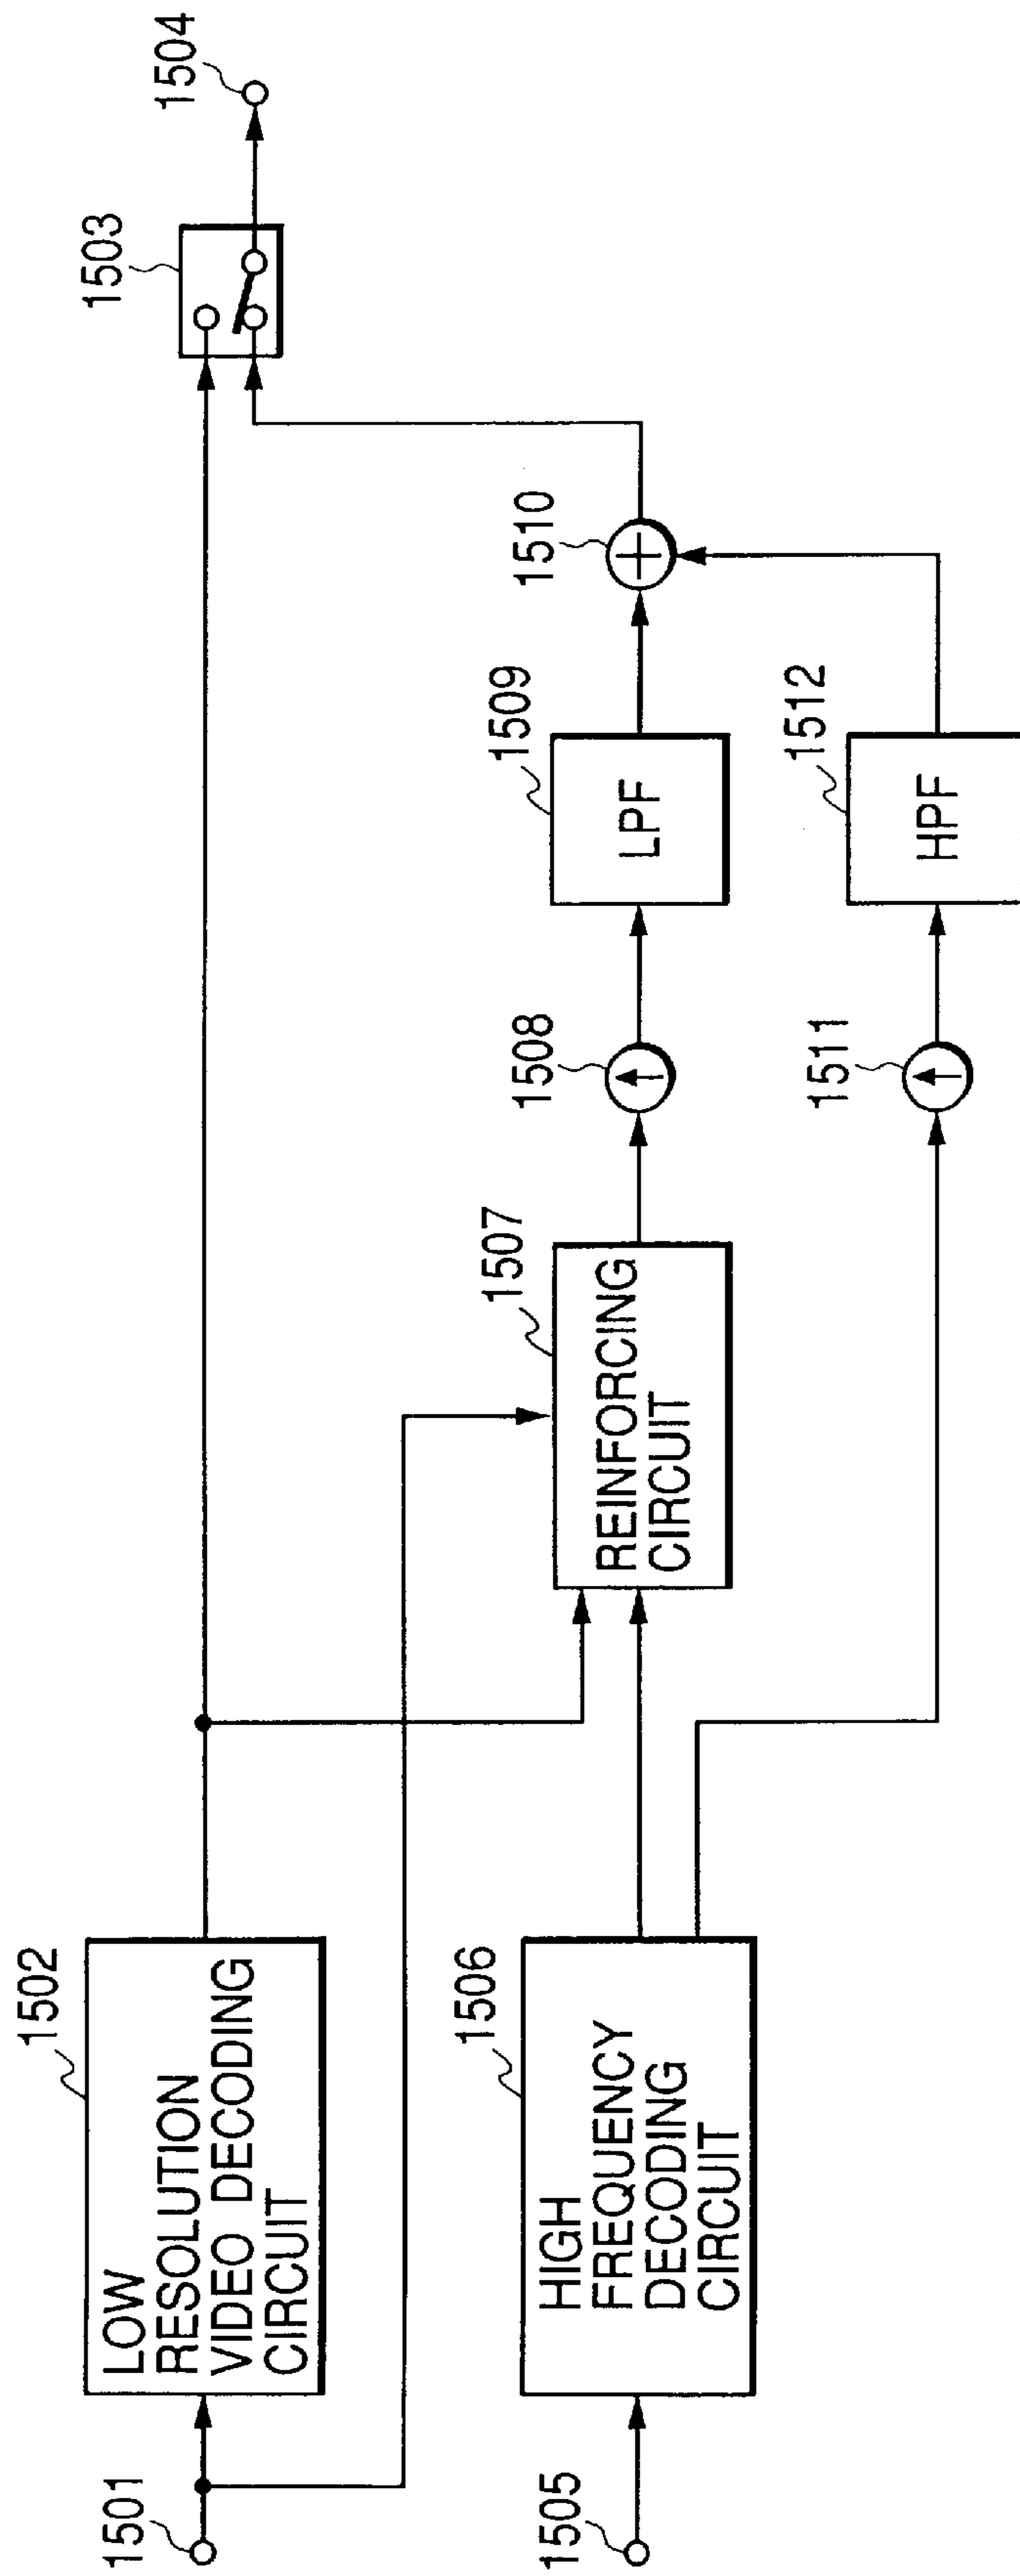 1501
1502
LOW
RESOLUTION
VIDEO DECODING
CIRCUIT
1503
1504
1505
1506
HIGH
FREQUENCY
DECODING
CIRCUIT
1507
REINFORCING
CIRCUIT
1508
1509
LPF
1510
1511
1512
HPF